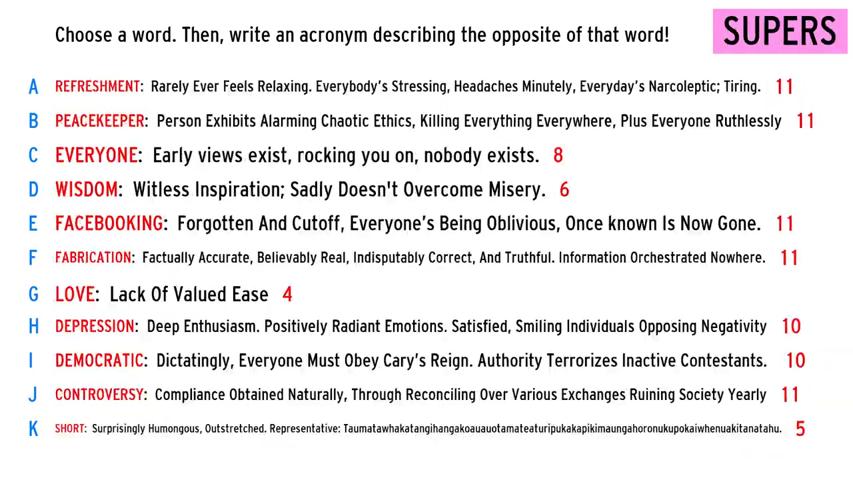 Choose a word. Then, write an acronym describing the opposite of that word!
SUPERS
A REFRESHMENT: Rarely Ever Feels Relaxing. Everybody's Stressing, Headaches Minutely, Everyday's Narcoleptic; Tiring. 11
B PEACEKEEPER: Person Exhibits Alarming Chaotic Ethics, Killing Everything Everywhere, Plus Everyone Ruthlessly 11
C EVERYONE: Early views exist, rocking you on, nobody exists. 8
D WISDOM: Witless Inspiration; Sadly Doesn't Overcome Misery. 6
E FACEBOOKING: Forgotten And Cutoff, Everyone's Being Oblivious, Once known Is Now Gone. 11
F FABRICATION: Factually Accurate, Believably Real, Indisputably Correct, And Truthful. Information Orchestrated Nowhere. 11
G LOVE: Lack Of Valued Ease 4
H DEPRESSION: Deep Enthusiasm. Positively Radiant Emotions. Satisfied, Smiling Individuals Opposing Negativity 10
I DEMOCRATIC: Dictatingly, Everyone Must Obey Cary's Reign. Authority Terrorizes Inactive Contestants. 10
J CONTROVERSY: Compliance Obtained Naturally, Through Reconciling Over Various Exchanges Ruining Society Yearly 11
K SHORT: Surprisingly Humongous, Outstretched. Representative: Taumatawhakatangihangakoauauotamateaturipukakapikimaungahoronukupokaiwhenuakitanatahu. 5